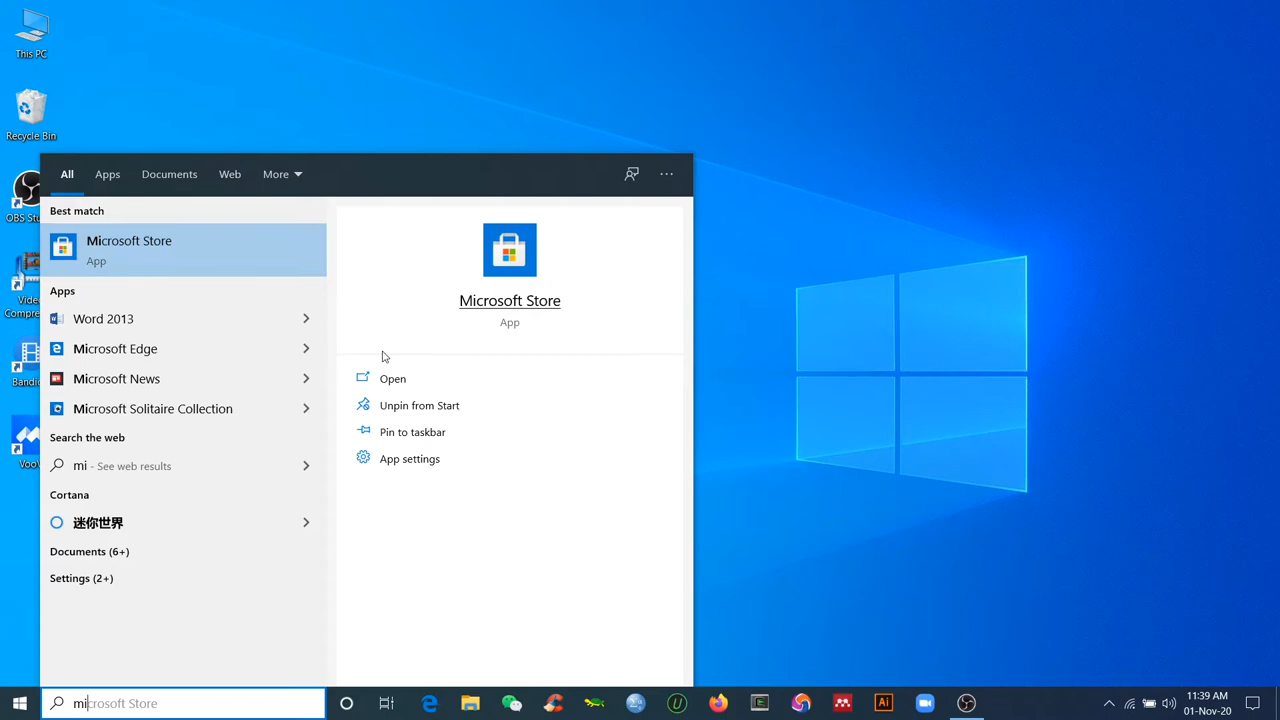 This PC
Recycle Bin
OBS Stu
Video
Compre
Bandic
VooV
All
Apps
Documents
Web
More
Best match
Microsoft Store
App
Apps
Word 2013
Microsoft Edge
Microsoft News
Microsoft Solitaire Collection
Search the web
mi - See web results
Cortana
迷你世界
Documents (6+)
Settings (2+)
Microsoft Store
App
Open
Unpin from Start
Pin to taskbar
App settings
microsoft Store
Ai
11:39 AM
01-Nov-20